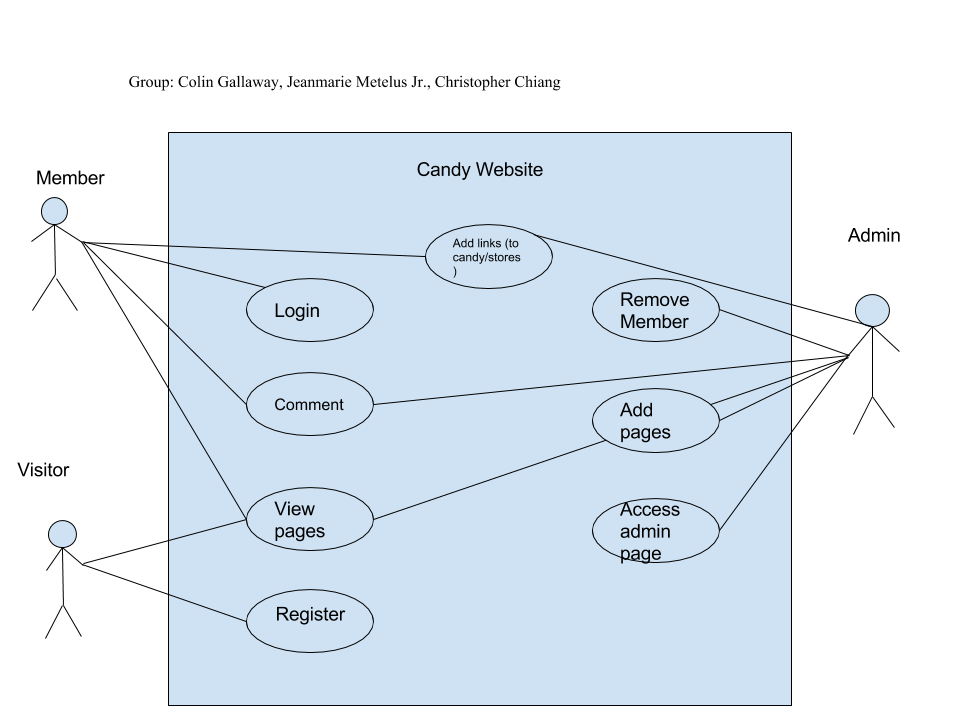 Group: Colin Gallaway, Jeanmarie Metelus Jr., Christopher Chiang
Candy Website
Member
Admin
Add links (to
candy/stores
)
Login
Remove
Member
Comment
Add
pages
Visitor
View
pages
Access
admin
page
Register